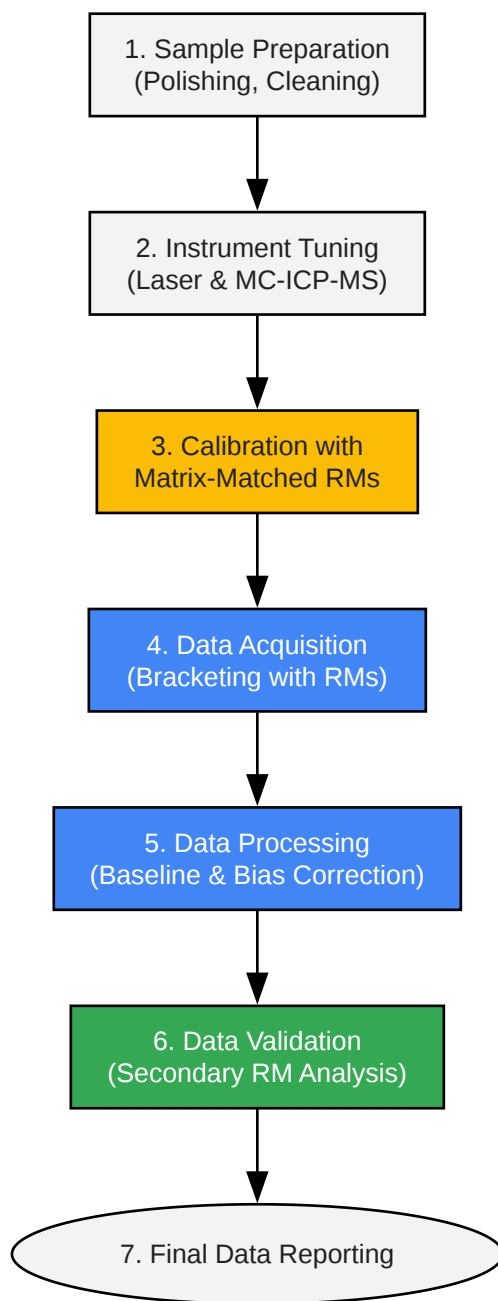 1. Sample Preparation
(Polishing, Cleaning)
2. Instrument Tuning
(Laser & MC-ICP-MS)
3. Calibration with
Matrix-Matched RMs
4. Data Acquisition
(Bracketing with RMs)
5. Data Processing
(Baseline & Bias Correction)
6. Data Validation
(Secondary RM Analysis)
7. Final Data Reporting